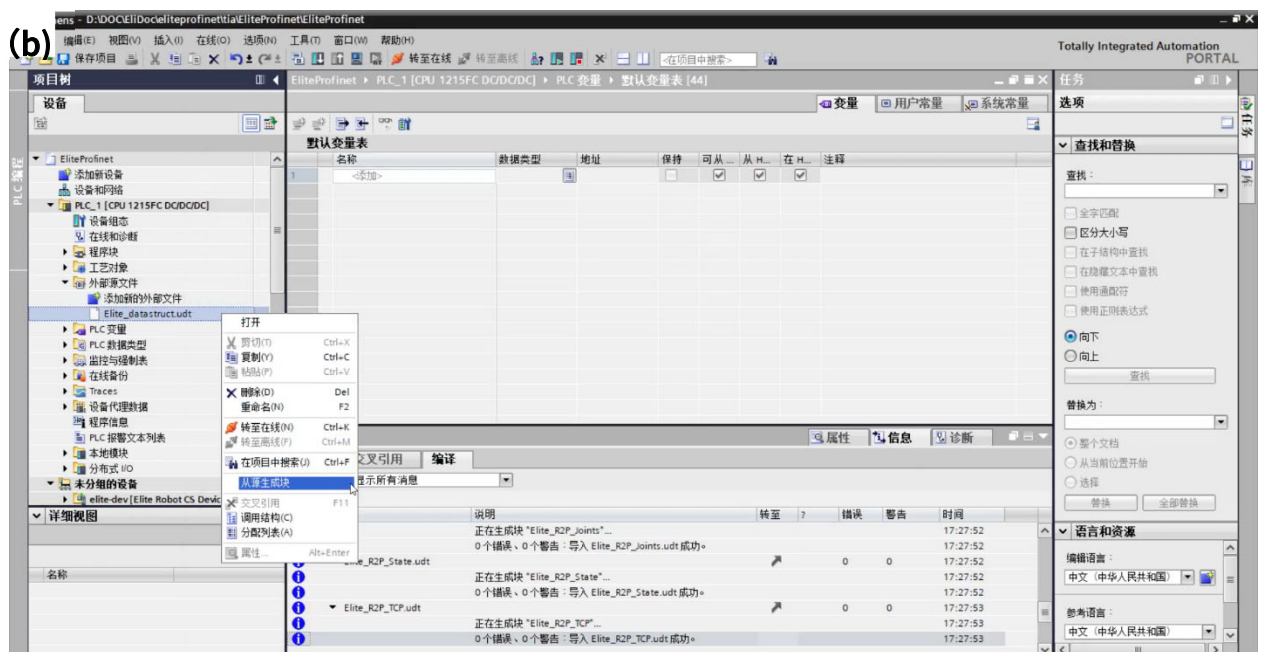 (b)
ens - D:\DOC\EliDoc\eliteprofinet\tia\EliteProfinet\EliteProfinet
编辑(E) 视图(V) 插入(I) 在线(O) 选项(N) 工具(T) 窗口(W) 帮助(H)
Totally Integrated Automation
PORTAL
保存项目 转至在线 转至离线 <在项目中搜索>
项目树
EliteProfinet ▸ PLC_1 [CPU 1215FC DC/DC/DC] ▸ PLC 变量 ▸ 默认变量表 [44]
任务
设备
变量 用户常量 系统常量
选项
默认变量表
名称 数据类型 地址 保持 可从 ... 从 H... 在 H... 注释
1 <添加>
PLC 编程
EliteProfinet
添加新设备
设备和网络
PLC_1 [CPU 1215FC DC/DC/DC]
设备组态
在线和诊断
程序块
工艺对象
外部源文件
添加新的外部文件
Elite_datastruct.udt
PLC 变量
PLC 数据类型
监控与强制表
在线备份
Traces
设备代理数据
程序信息
PLC 报警文本列表
本地模块
分布式 I/O
未分组的设备
elite-dev [Elite Robot CS Devic
详细视图
名称
打开
剪切(T) Ctrl+X
复制(Y) Ctrl+C
粘贴(P) Ctrl+V
删除(D) Del
重命名(N) F2
转至在线(N) Ctrl+K
转至离线(F) Ctrl+M
在项目中搜索(J) Ctrl+F
从源生成块
交叉引用 F11
调用结构(C)
分配列表(A)
属性... Alt+Enter
属性 信息 诊断
交叉引用 编译
显示所有消息
说明 转至 ? 错误 警告 时间
正在生成块 "Elite_R2P_Joints"... 17:27:52
0 个错误、0 个警告：导入 Elite_R2P_Joints.udt 成功。 17:27:52
_R2P_State.udt 0 0 17:27:52
正在生成块 "Elite_R2P_State"... 17:27:52
0 个错误、0 个警告：导入 Elite_R2P_State.udt 成功。 17:27:52
Elite_R2P_TCP.udt 0 0 17:27:53
正在生成块 "Elite_R2P_TCP"... 17:27:53
0 个错误、0 个警告：导入 Elite_R2P_TCP.udt 成功。 17:27:53
查找和替换
查找：
全字匹配
区分大小写
在子结构中查找
在隐藏文本中查找
使用通配符
使用正则表达式
向下
向上
查找
替换为：
整个文档
从当前位置开始
选择
替换 全部替换
语言和资源
编辑语言：
中文（中华人民共和国）
参考语言：
中文（中华人民共和国）
任务
库